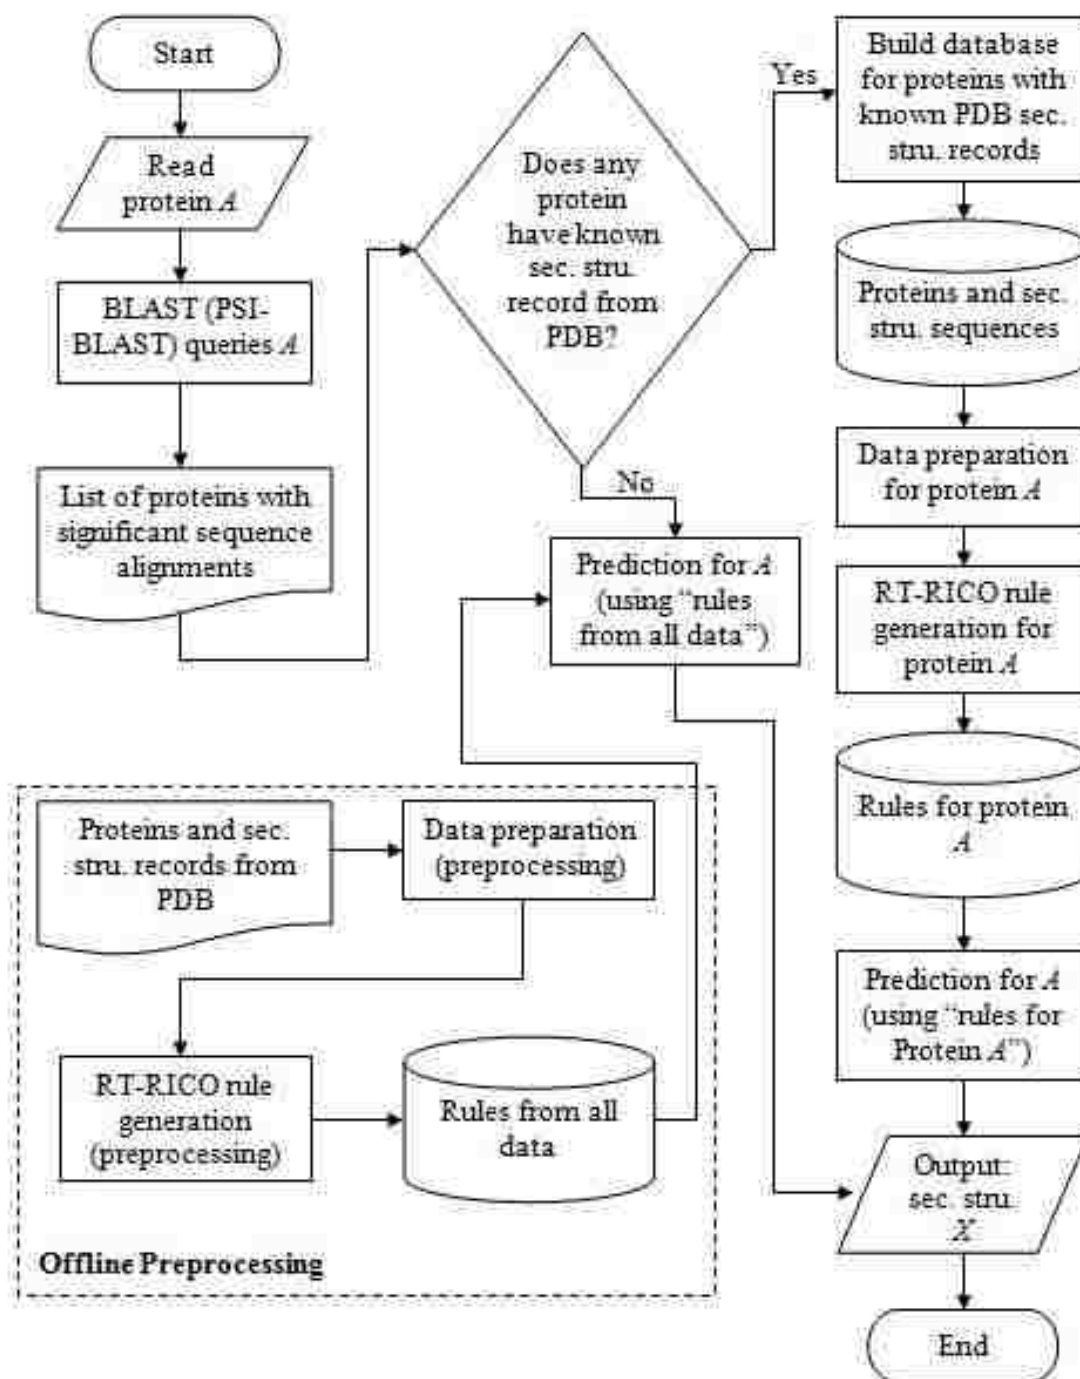 Start
Read
protein A
BLAST (PSI-
BLAST) queries A
List of proteins with
significant sequence
alignments
Does any
protein
have known
sec. stru.
record from
PDB?
Yes
No
Build database
for proteins with
known PDB sec.
stru. records
Proteins and sec.
stru. sequences
Data preparation
for protein A
RT-RICO rule
generation for
protein A
Rules for protein
A
Prediction for A
(using “rules for
Protein A”)
Prediction for A
(using “rules
from all data”)
Proteins and sec.
stru. records from
PDB
Data preparation
(preprocessing)
RT-RICO rule
generation
(preprocessing)
Rules from all
data
Offline Preprocessing
Output:
sec. stru.
X
End